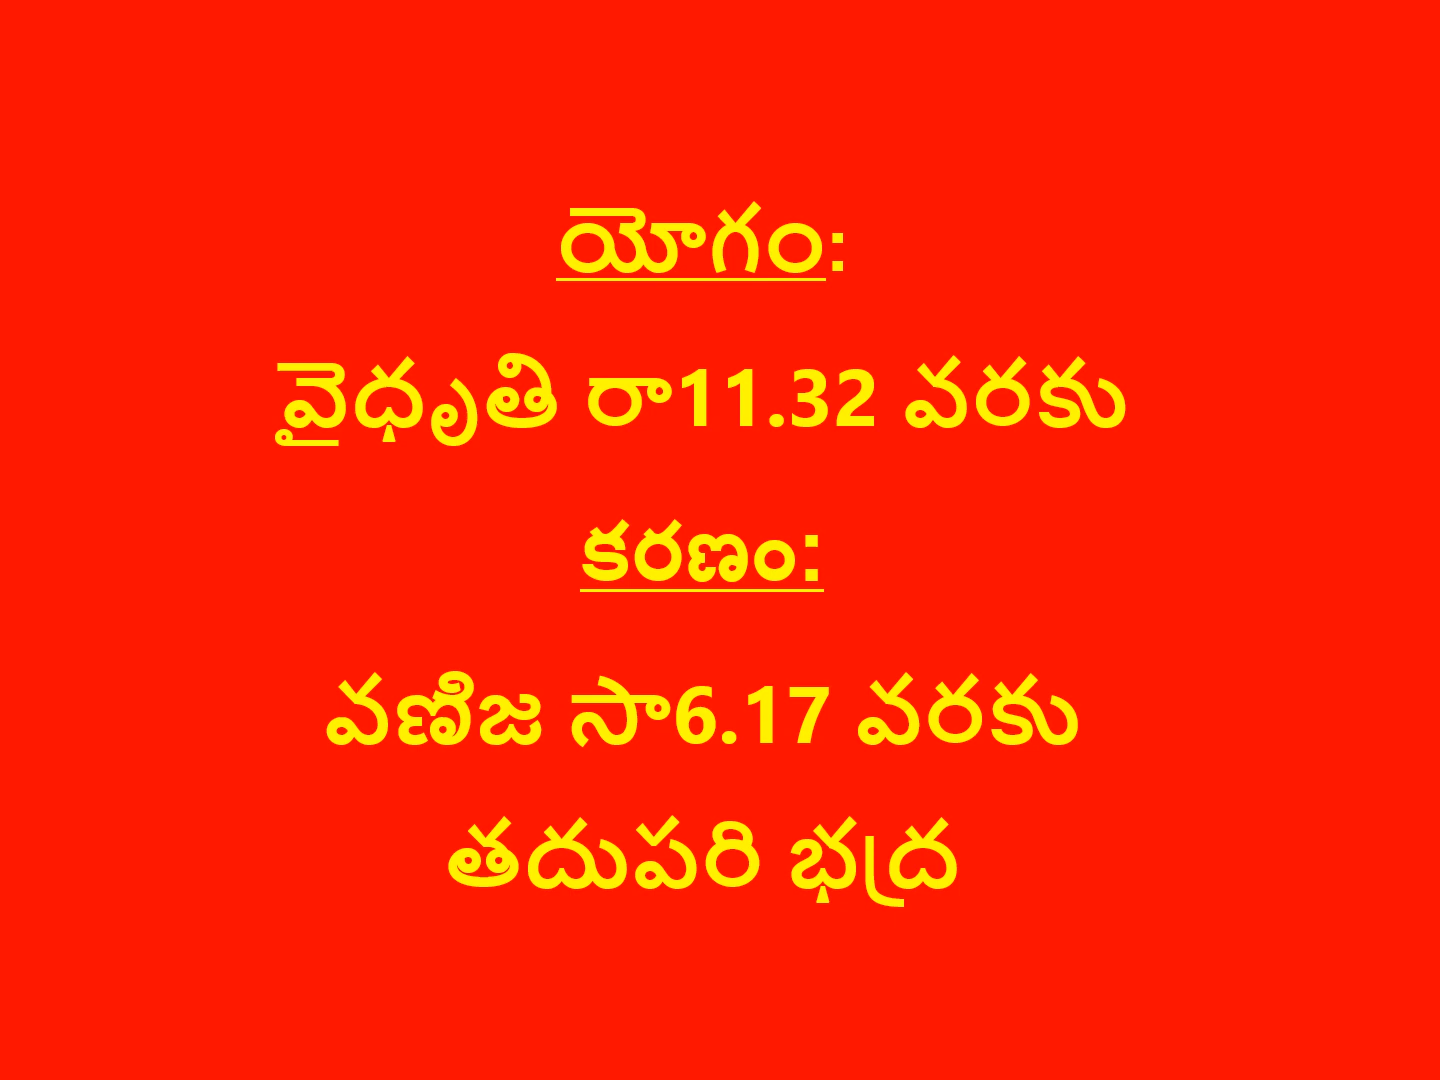 యోగం:
వైధృతి రా11.32 వరకు
కరణం:
వణిజ సా6.17 వరకు
తదుపరి భద్ర